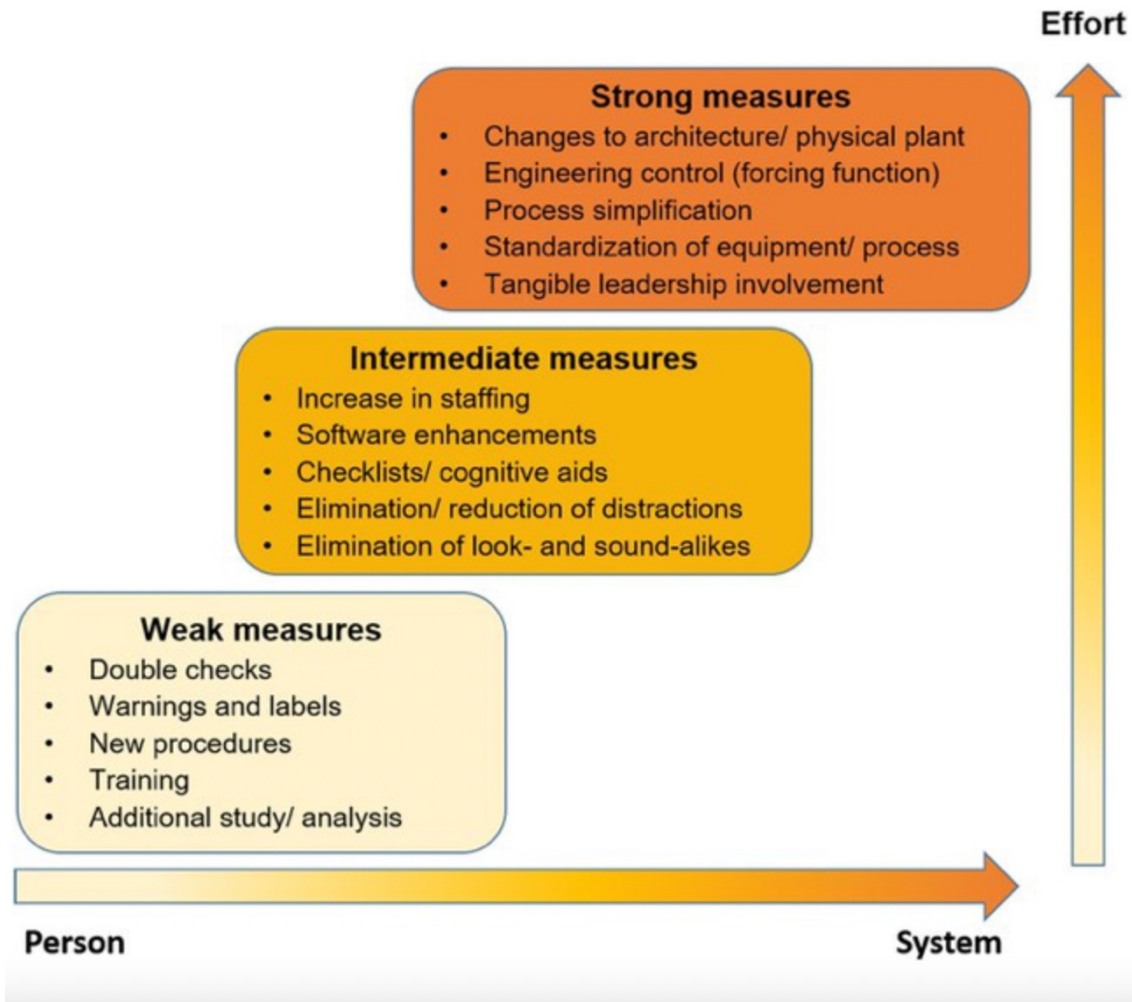 Effort
Strong measures
• Changes to architecture/ physical plant
• Engineering control (forcing function)
• Process simplification
• Standardization of equipment/ process
• Tangible leadership involvement
Intermediate measures
• Increase in staffing
• Software enhancements
• Checklists/ cognitive aids
• Elimination/ reduction of distractions
• Elimination of look- and sound-alikes
Weak measures
• Double checks
• Warnings and labels
• New procedures
• Training
• Additional study/ analysis
Person System